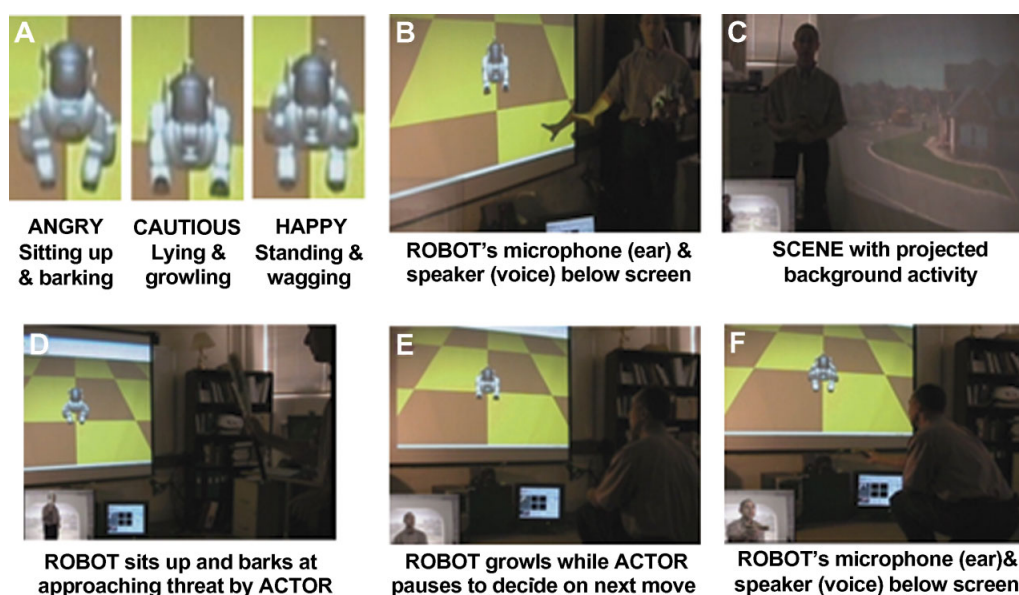 A
B
C
ANGRY
Sitting up
& barking
CAUTIOUS
Lying &
growling
HAPPY
Standing &
wagging
ROBOT's microphone (ear) &
speaker (voice) below screen
SCENE with projected
background activity
D
E
F
ROBOT sits up and barks at
approaching threat by ACTOR
ROBOT growls while ACTOR
pauses to decide on next move
ROBOT's microphone (ear)&
speaker (voice) below screen